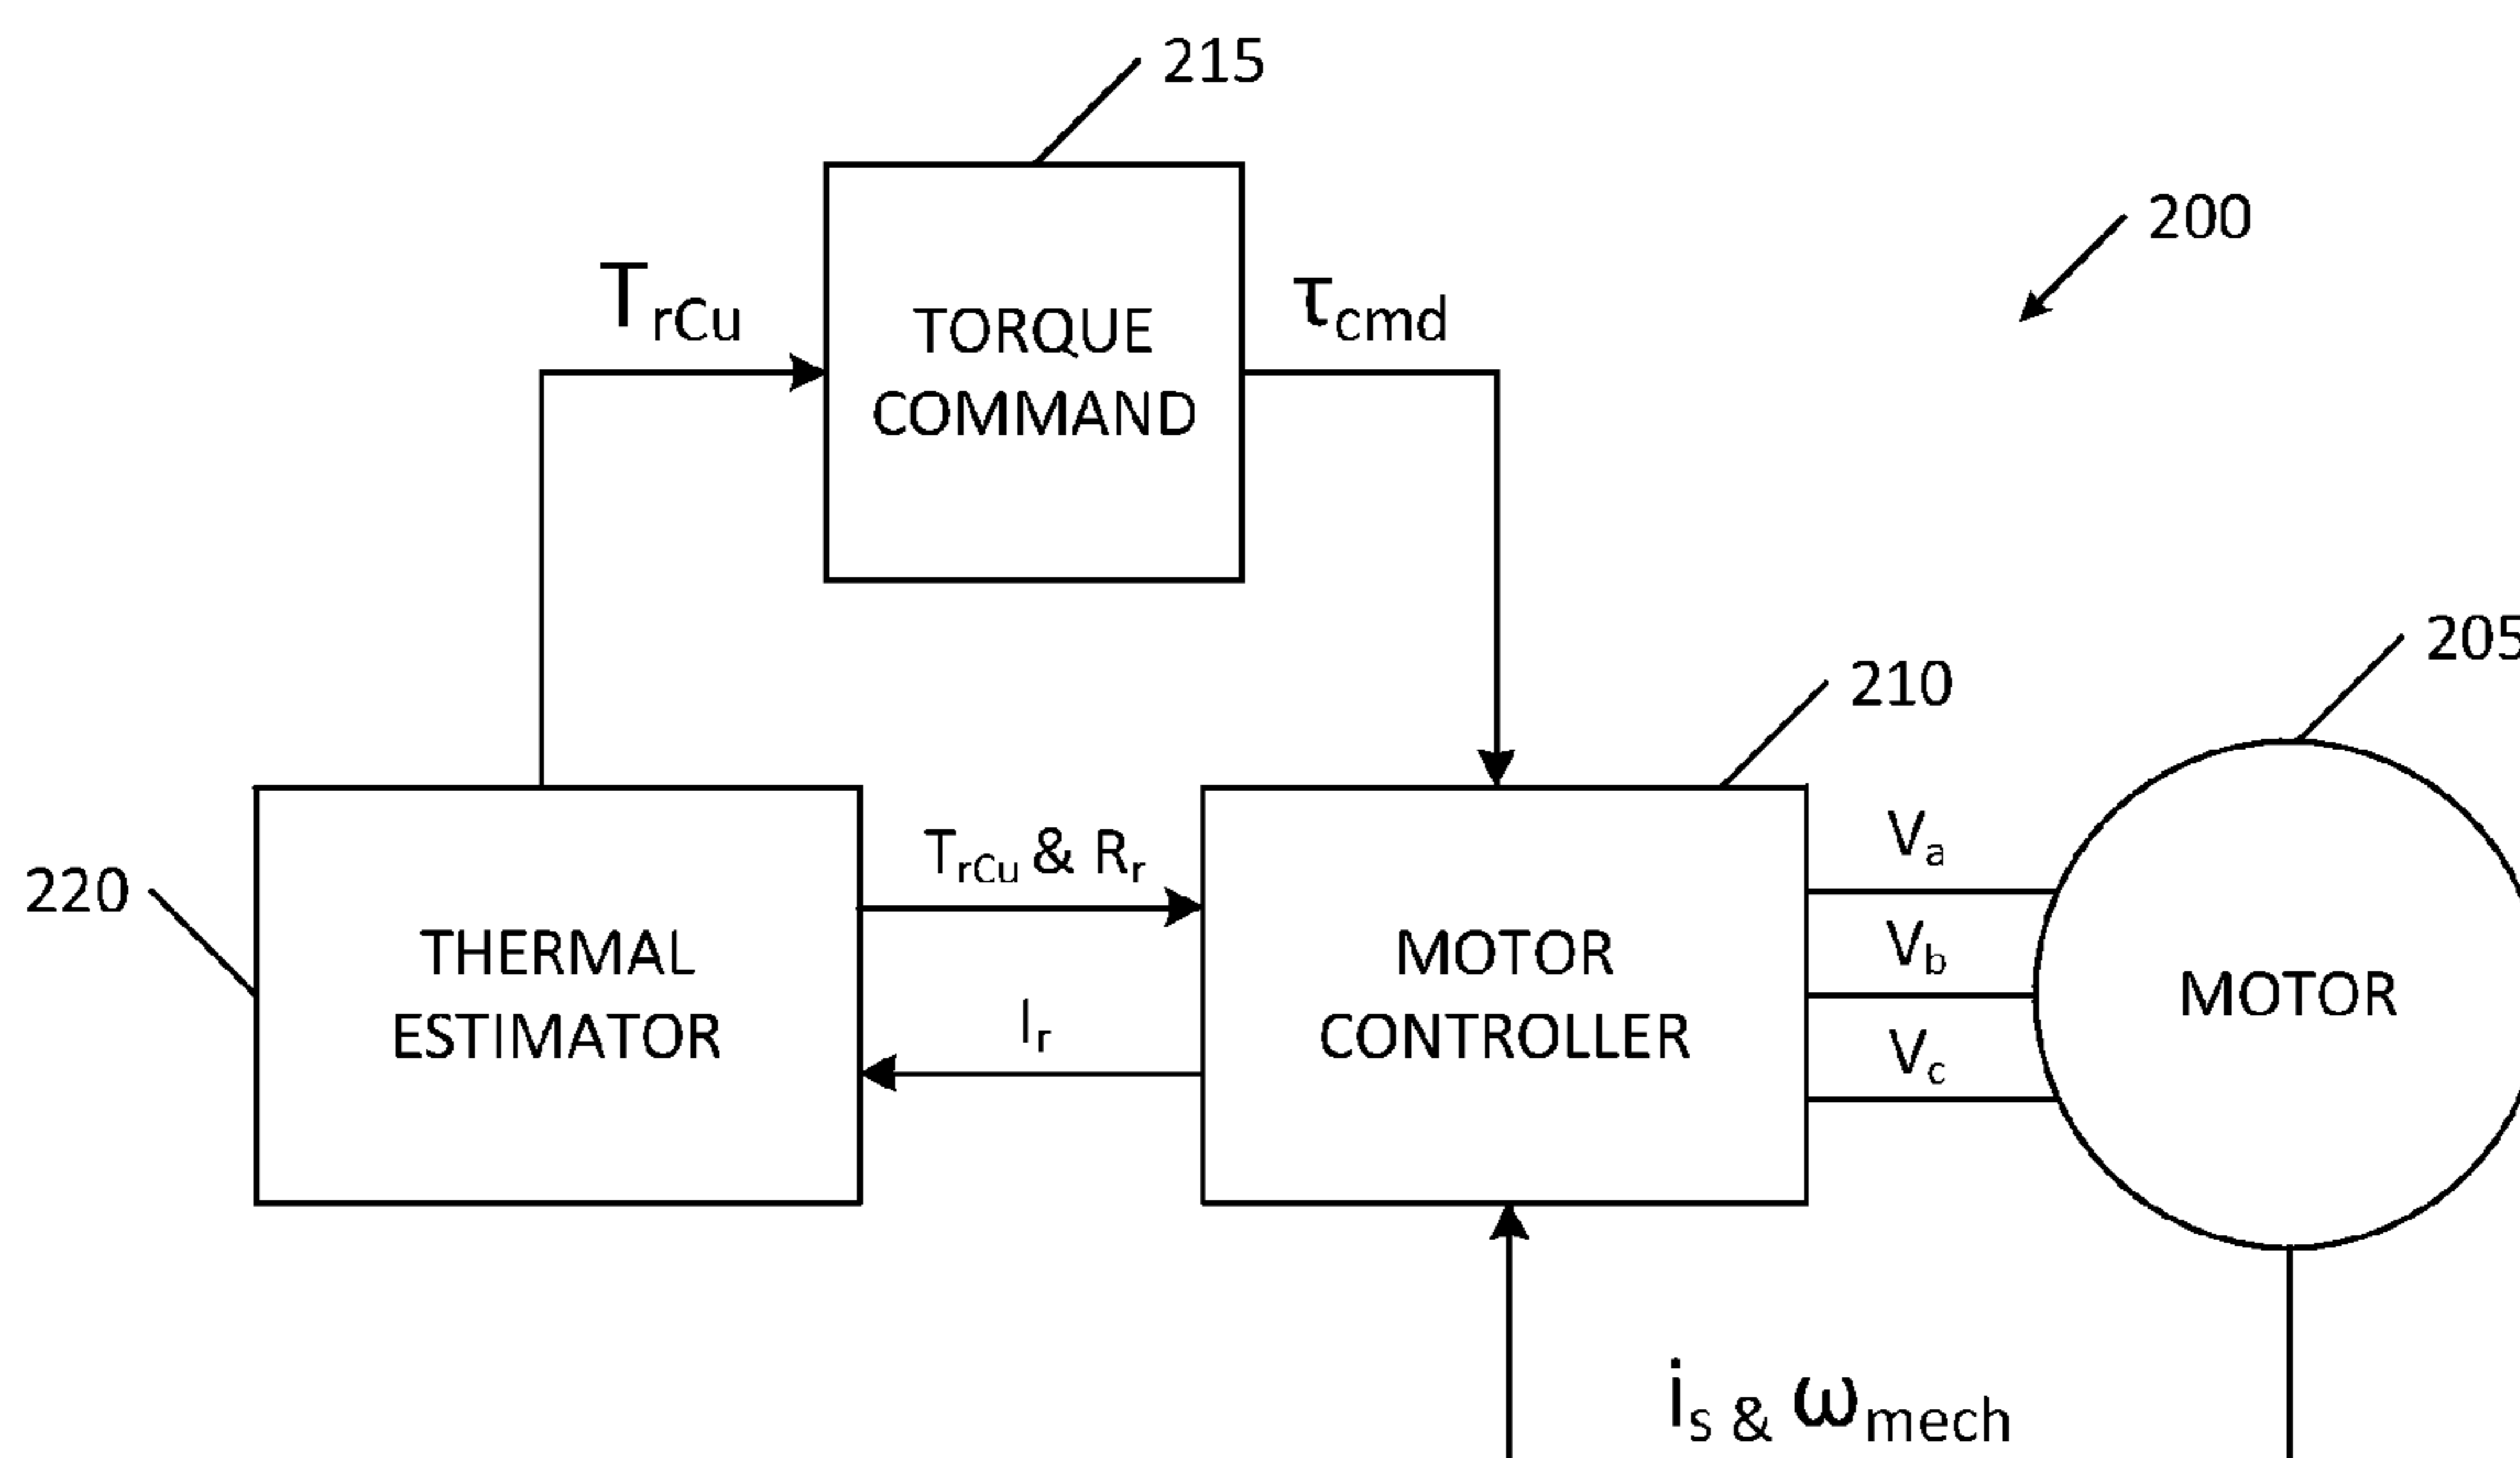 215
200
TrCu
TORQUE
COMMAND
τcmd
205
210
TrCu & Rr
Va
220
THERMAL
ESTIMATOR
Ir
MOTOR
CONTROLLER
Vb
MOTOR
Vc
is & ωmech